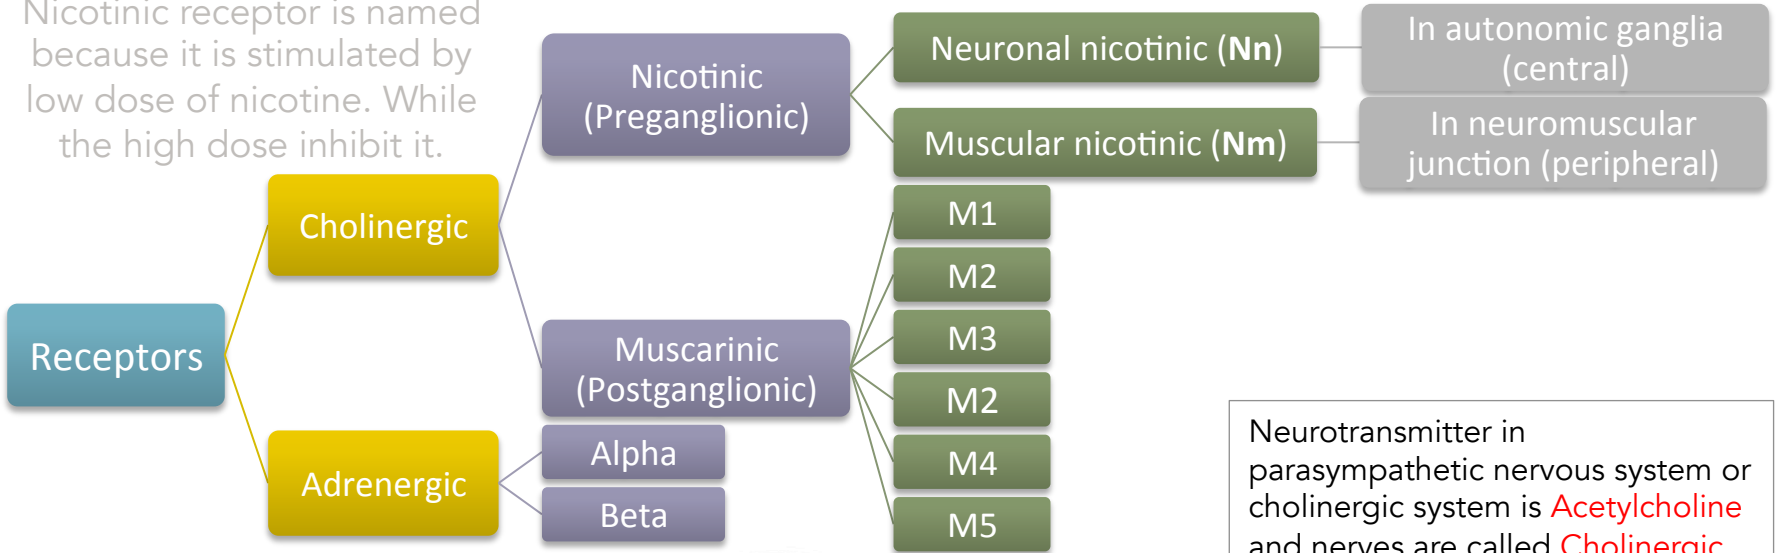 Nicotinic receptor is named
because it is stimulated by
low dose of nicotine. While
the high dose inhibit it.
Receptors
Cholinergic
Adrenergic
Nicotinic
(Preganglionic)
Muscarinic
(Postganglionic)
Alpha
Beta
Neuronal nicotinic (Nn)
Muscular nicotinic (Nm)
M1
M2
M3
M2
M4
M5
In autonomic ganglia
(central)
In neuromuscular
junction (peripheral)
Neurotransmitter in
parasympathetic nervous system or
cholinergic system is Acetylcholine
and nerves are called Cholinergic